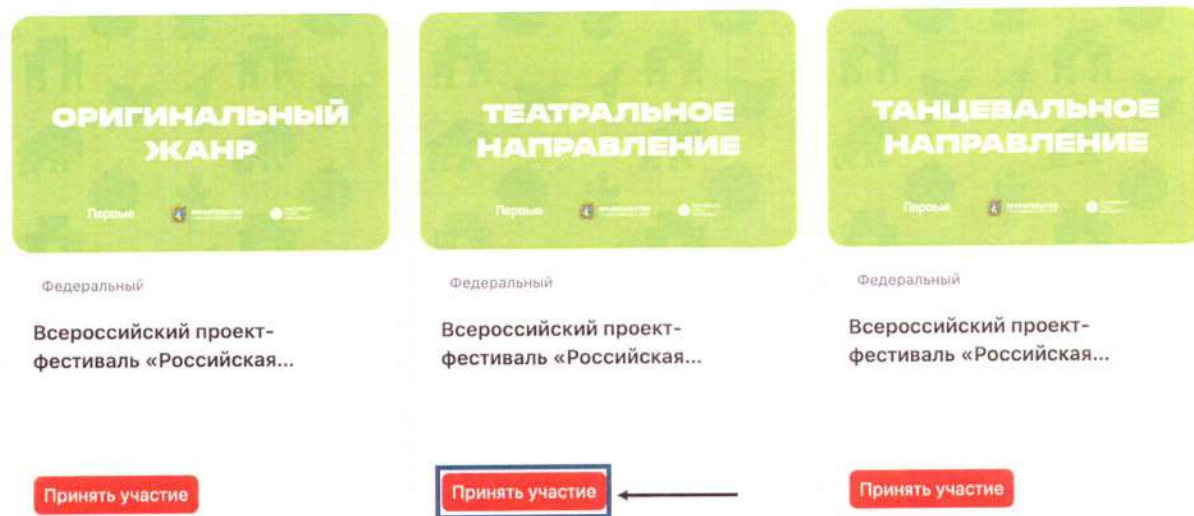 ОРИГИНАЛЬНЫЙ
ЖАНР
Первые
Федеральный
Всероссийский проект-
фестиваль «Российская...
Принять участие
ТЕАТРАЛЬНОЕ
НАПРАВЛЕНИЕ
Первые
Федеральный
Всероссийский проект-
фестиваль «Российская...
Принять участие
ТАНЦЕВАЛЬНОЕ
НАПРАВЛЕНИЕ
Первые
Федеральный
Всероссийский проект-
фестиваль «Российская...
Принять участие